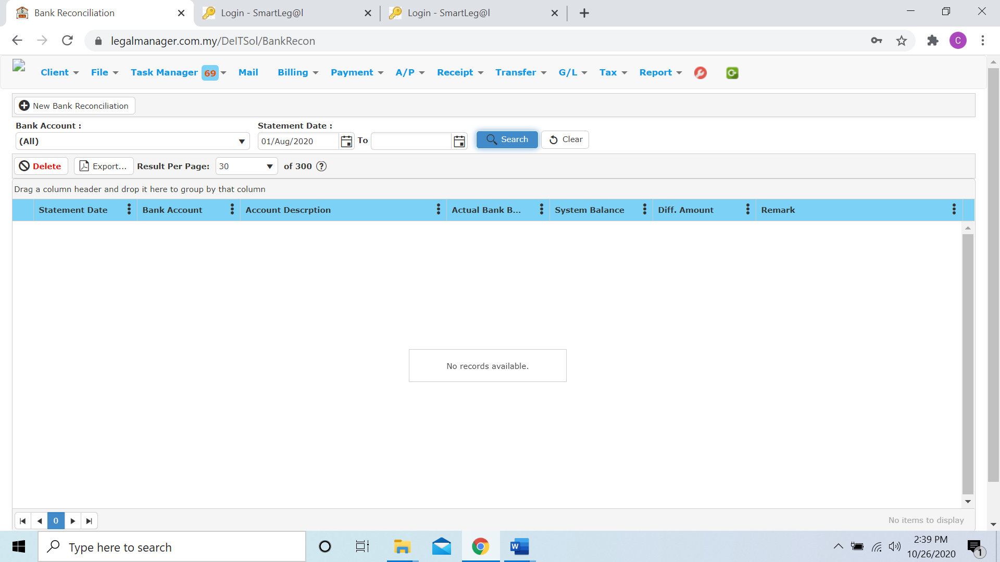 Bank Reconciliation
Login - SmartLeg@l
Login - SmartLeg@l
legalmanager.com.my/DeITSol/BankRecon
C
Client File Task Manager 69 Mail Billing Payment A/P Receipt Transfer G/L Tax Report
New Bank Reconciliation
Bank Account : Statement Date :
(All) 01/Aug/2020 To Search Clear
Delete Export... Result Per Page: 30 of 300 ?
Drag a column header and drop it here to group by that column
Statement Date Bank Account Account Descrption Actual Bank B... System Balance Diff. Amount Remark
No records available.
0 No items to display
Type here to search
2:39 PM
10/26/2020
1